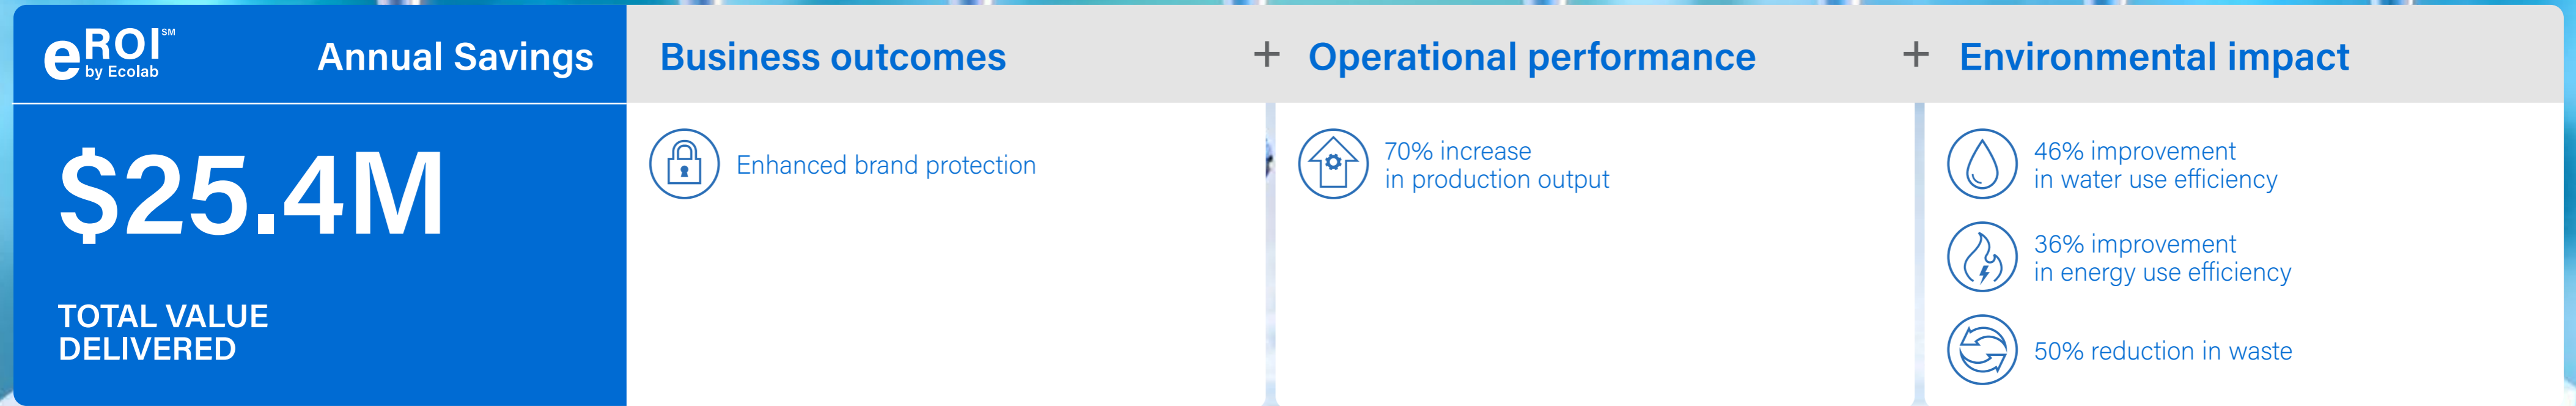 eROI℠
by Ecolab
Annual Savings
$25.4M
TOTAL VALUE
DELIVERED
Business outcomes
Enhanced brand protection
+
Operational performance
70% increase
in production output
+
Environmental impact
46% improvement
in water use efficiency
36% improvement
in energy use efficiency
50% reduction in waste